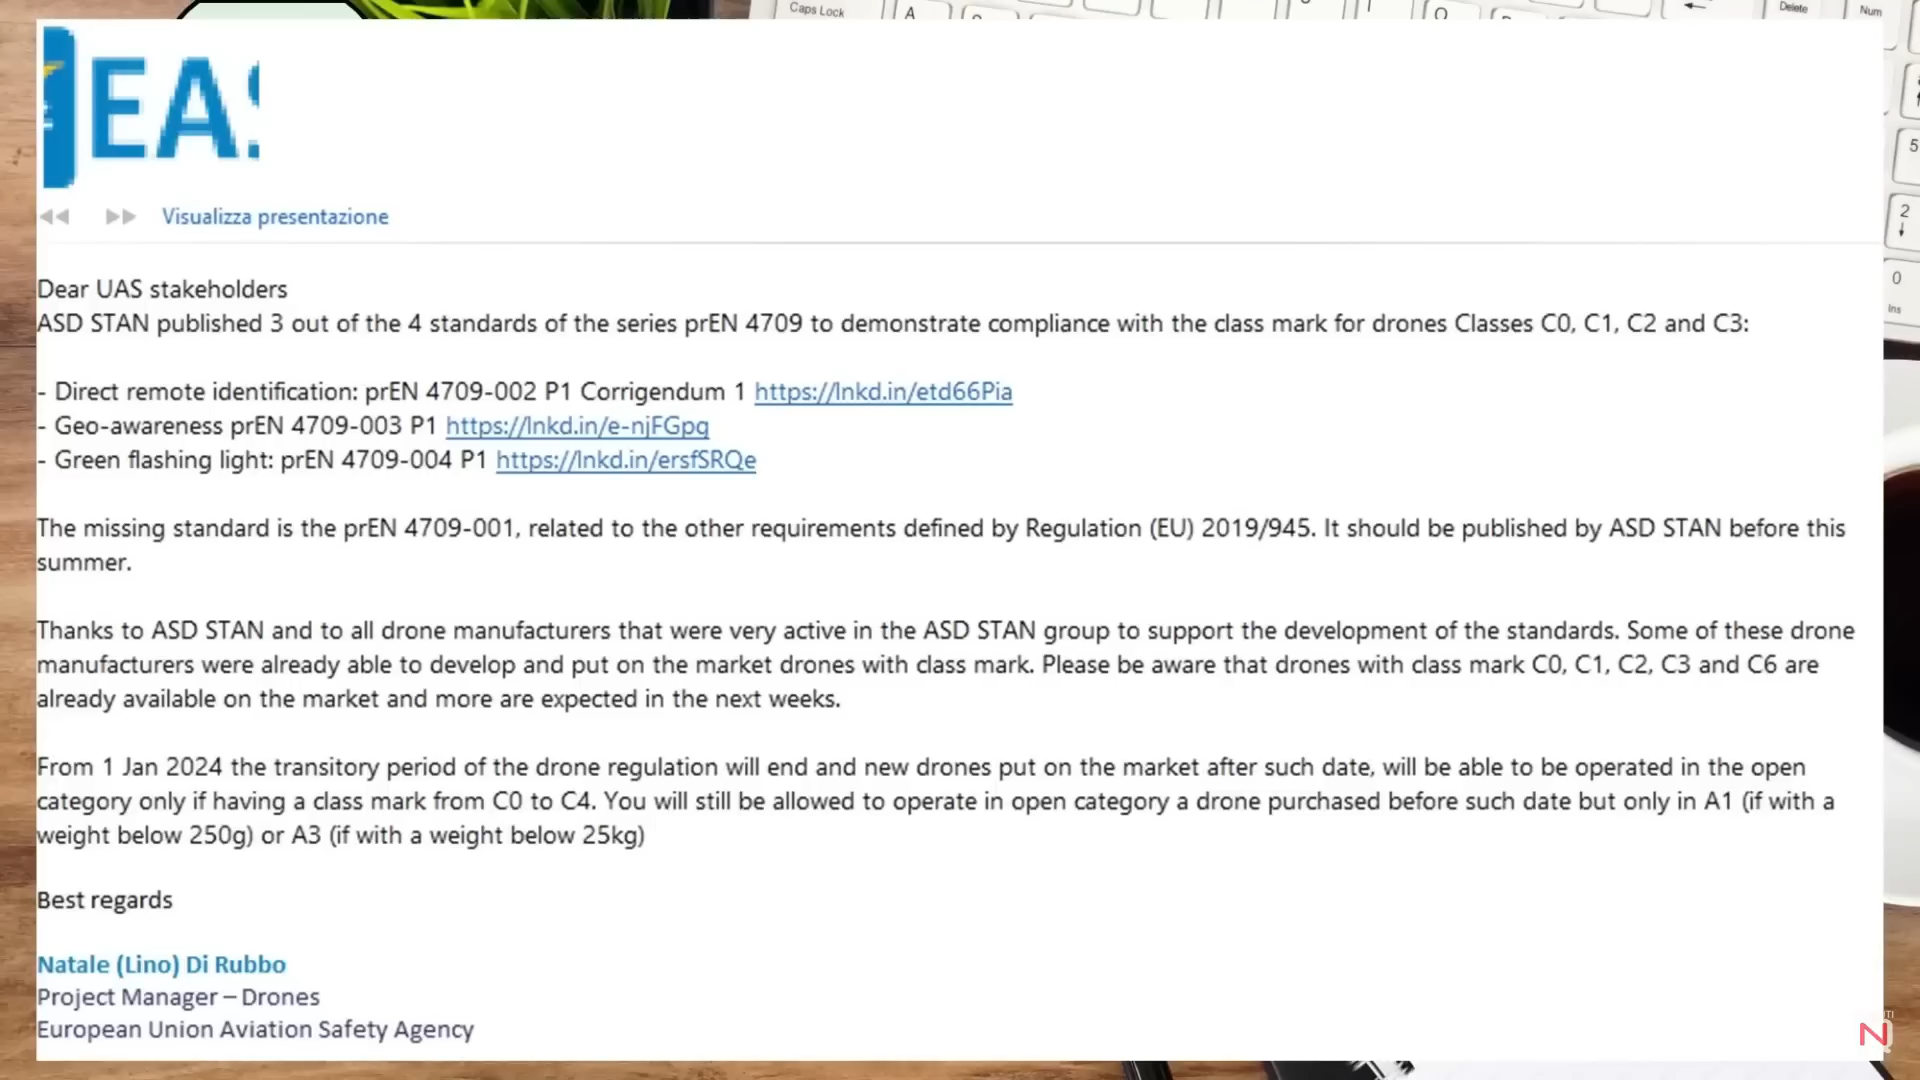 Caps Lock
A
Delete
Num
EAS
5
2
0
Ins
Visualizza presentazione
Dear UAS stakeholders
ASD STAN published 3 out of the 4 standards of the series prEN 4709 to demonstrate compliance with the class mark for drones Classes C0, C1, C2 and C3:
- Direct remote identification: prEN 4709-002 P1 Corrigendum 1 https://lnkd.in/etd66Pia
- Geo-awareness prEN 4709-003 P1 https://lnkd.in/e-njFGpq
- Green flashing light: prEN 4709-004 P1 https://lnkd.in/ersfSRQe
The missing standard is the prEN 4709-001, related to the other requirements defined by Regulation (EU) 2019/945. It should be published by ASD STAN before this
summer.
Thanks to ASD STAN and to all drone manufacturers that were very active in the ASD STAN group to support the development of the standards. Some of these drone
manufacturers were already able to develop and put on the market drones with class mark. Please be aware that drones with class mark C0, C1, C2, C3 and C6 are
already available on the market and more are expected in the next weeks.
From 1 Jan 2024 the transitory period of the drone regulation will end and new drones put on the market after such date, will be able to be operated in the open
category only if having a class mark from C0 to C4. You will still be allowed to operate in open category a drone purchased before such date but only in A1 (if with a
weight below 250g) or A3 (if with a weight below 25kg)
Best regards
Natale (Lino) Di Rubbo
Project Manager – Drones
European Union Aviation Safety Agency
N